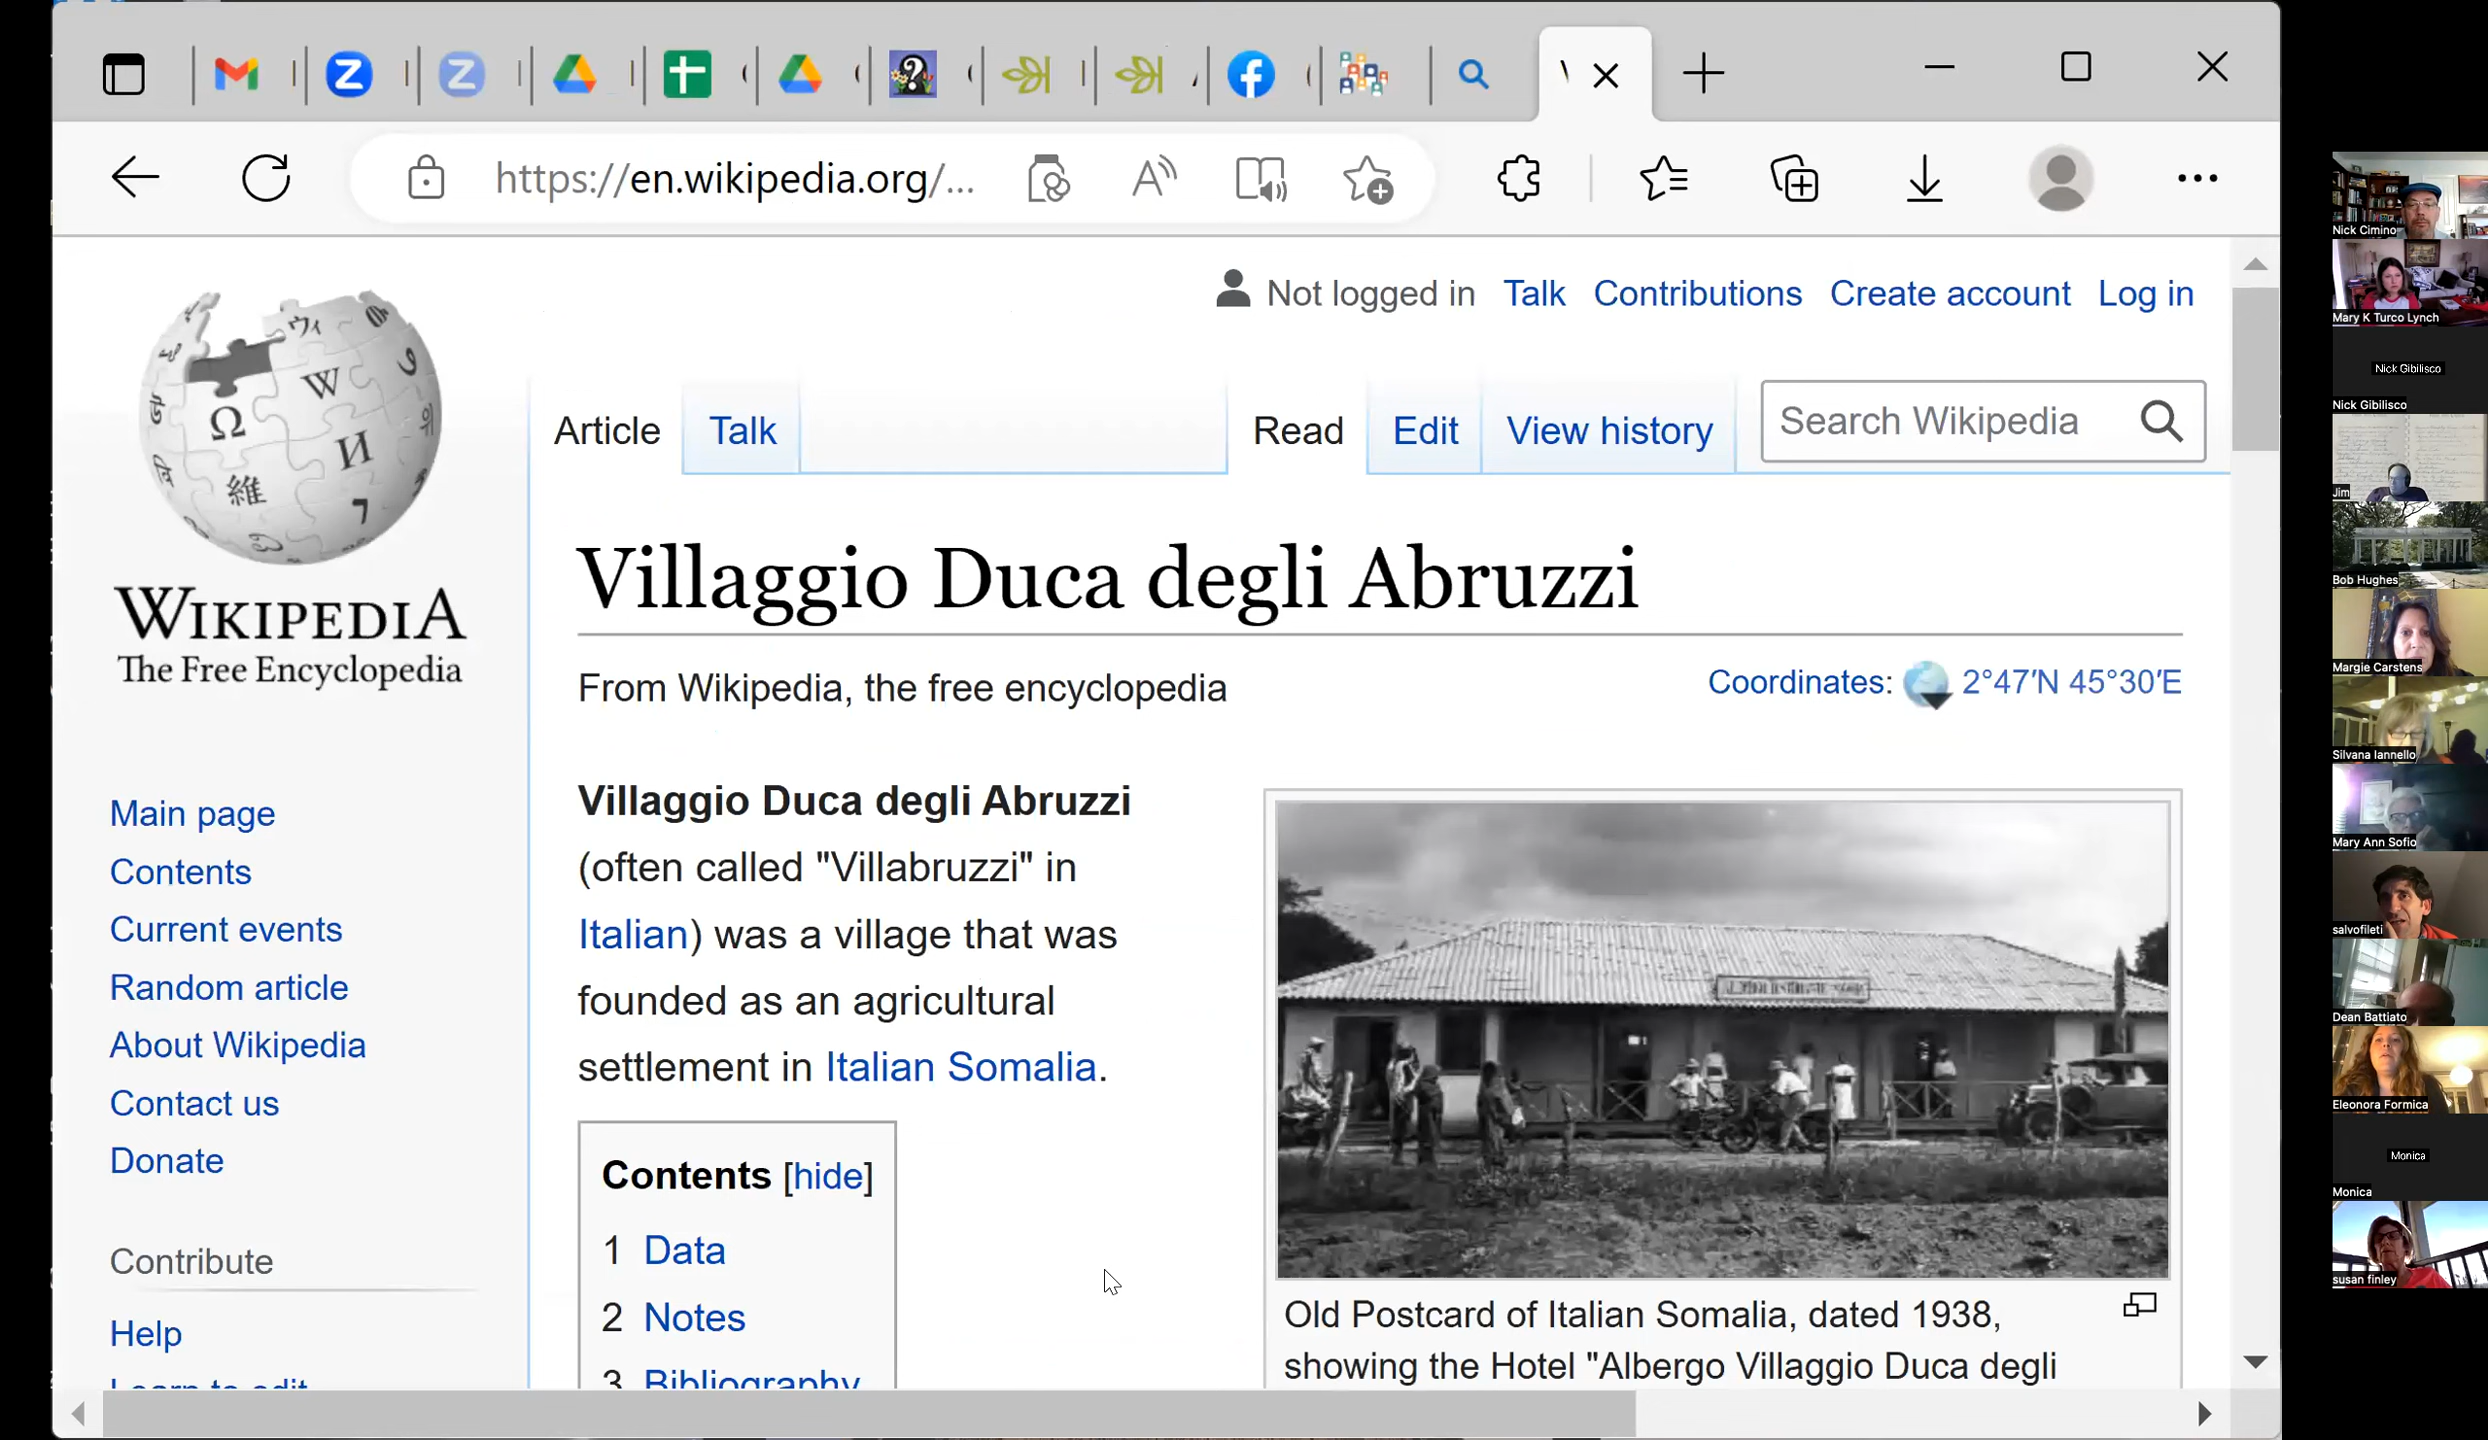 https://en.wikipedia.org/...
Not logged in Talk Contributions Create account Log in
Article Talk Read Edit View history Search Wikipedia
WIKIPEDIA
The Free Encyclopedia
Villaggio Duca degli Abruzzi
From Wikipedia, the free encyclopedia
Coordinates: 2°47′N 45°30′E
Main page
Contents
Current events
Random article
About Wikipedia
Contact us
Donate
Contribute
Help
Learn to edit
Villaggio Duca degli Abruzzi
(often called "Villabruzzi" in
Italian) was a village that was
founded as an agricultural
settlement in Italian Somalia.
Contents [hide]
1 Data
2 Notes
3 Bibliography
Old Postcard of Italian Somalia, dated 1938,
showing the Hotel "Albergo Villaggio Duca degli
Nick Cimino
Mary K Turco Lynch
Nick Gibilisco
Nick Gibilisco
Jim
Bob Hughes
Margie Carstens
Silvana Iannello
Mary Ann Sofio
salvofileti
Dean Battiato
Eleonora Formica
Monica
Monica
susan finley